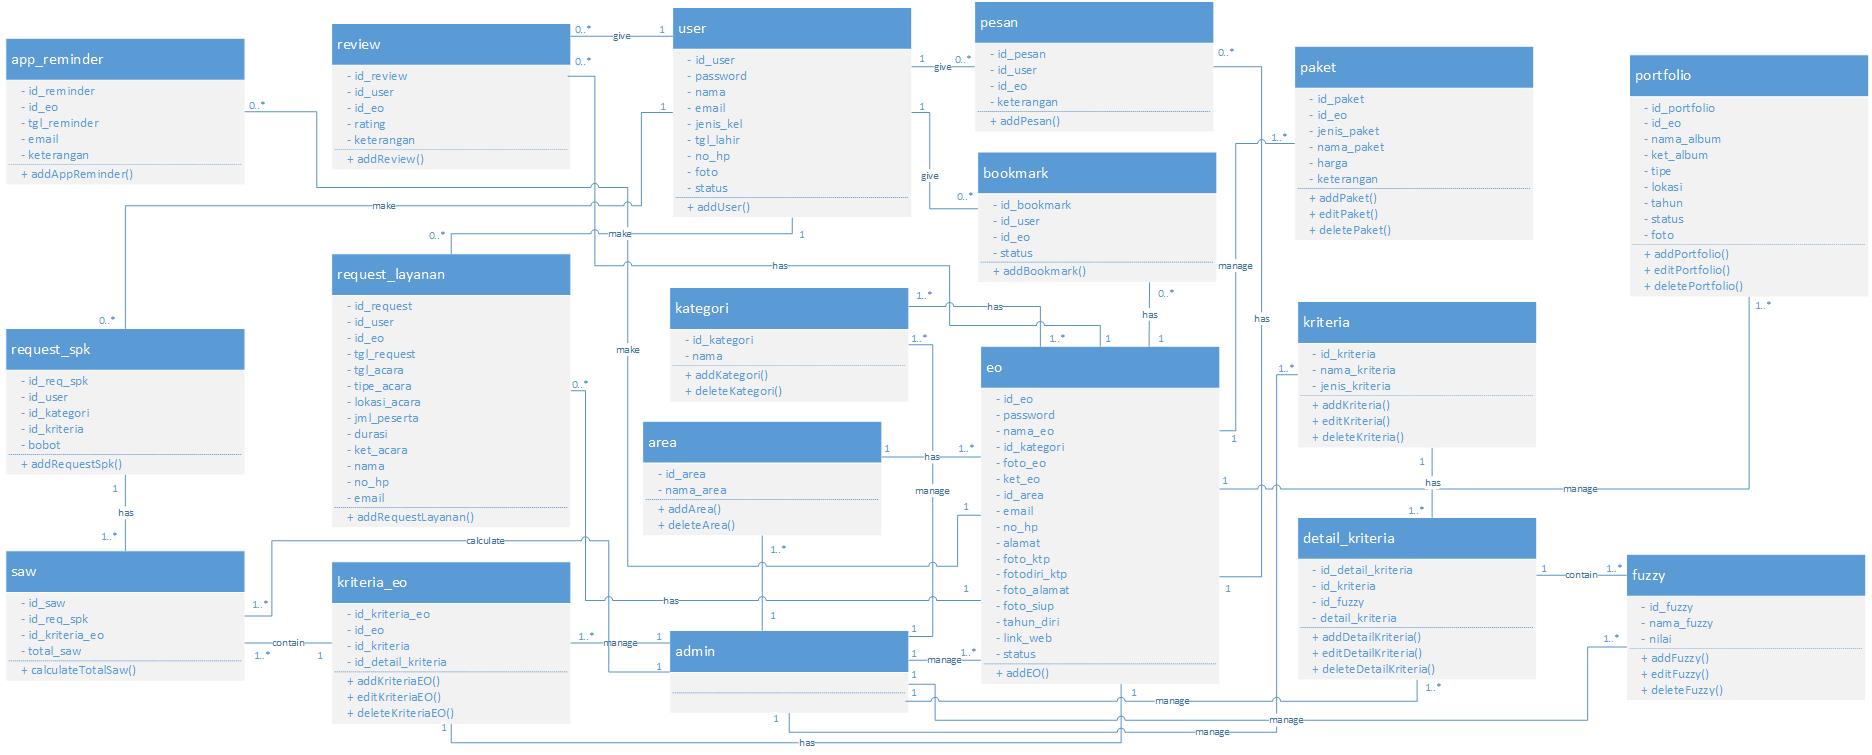 app_reminder
- id_reminder
- id_eo
- tgl_reminder
- email
- keterangan
+ addAppReminder()
0..*
review
- id_review
- id_user
- id_eo
- rating
- keterangan
+ addReview()
0..*
give
1
0..*
user
- id_user
- password
- nama
- email
- jenis_kel
- tgl_lahir
- no_hp
- foto
- status
+ addUser()
1
1
give
0..*
1
give
0..*
1
pesan
- id_pesan
- id_user
- id_eo
- keterangan
+ addPesan()
0..*
bookmark
- id_bookmark
- id_user
- id_eo
- status
+ addBookmark()
0..*
has
1
paket
- id_paket
- id_eo
- jenis_paket
- nama_paket
- harga
- keterangan
+ addPaket()
+ editPaket()
+ deletePaket()
1..*
manage
1
has
portfolio
- id_portfolio
- id_eo
- nama_album
- ket_album
- tipe
- lokasi
- tahun
- status
- foto
+ addPortfolio()
+ editPortfolio()
+ deletePortfolio()
1..*
make
0..*
make
0..*
has
make
request_spk
- id_req_spk
- id_user
- id_kategori
- id_kriteria
- bobot
+ addRequestSpk()
1
has
1..*
request_layanan
- id_request
- id_user
- id_eo
- tgl_request
- tgl_acara
- tipe_acara
- lokasi_acara
- jml_peserta
- durasi
- ket_acara
- nama
- no_hp
- email
+ addRequestLayanan()
0..*
kategori
- id_kategori
- nama
+ addKategori()
+ deleteKategori()
1..*
has
1..*
1
1..*
manage
area
- id_area
- nama_area
+ addArea()
+ deleteArea()
1
has
1..*
1..*
1
eo
- id_eo
- password
- nama_eo
- id_kategori
- foto_eo
- ket_eo
- id_area
- email
- no_hp
- alamat
- foto_ktp
- fotodiri_ktp
- foto_alamat
- foto_siup
- tahun_diri
- link_web
- status
+ addEO()
1
1
1
manage
1
has
1
kriteria
- id_kriteria
- nama_kriteria
- jenis_kriteria
+ addKriteria()
+ editKriteria()
+ deleteKriteria()
1..*
1
has
1..*
detail_kriteria
- id_detail_kriteria
- id_kriteria
- id_fuzzy
- detail_kriteria
+ addDetailKriteria()
+ editDetailKriteria()
+ deleteDetailKriteria()
1..*
1
contain
1..*
fuzzy
- id_fuzzy
- nama_fuzzy
- nilai
+ addFuzzy()
+ editFuzzy()
+ deleteFuzzy()
1..*
saw
- id_saw
- id_req_spk
- id_kriteria_eo
- total_saw
+ calculateTotalSaw()
1..*
calculate
contain
1..*
1
kriteria_eo
- id_kriteria_eo
- id_eo
- id_kriteria
- id_detail_kriteria
+ addKriteriaEO()
+ editKriteriaEO()
+ deleteKriteriaEO()
1
1..*
manage
1
1
admin
1
1
manage
1..*
1
1
1
manage
manage
manage
has